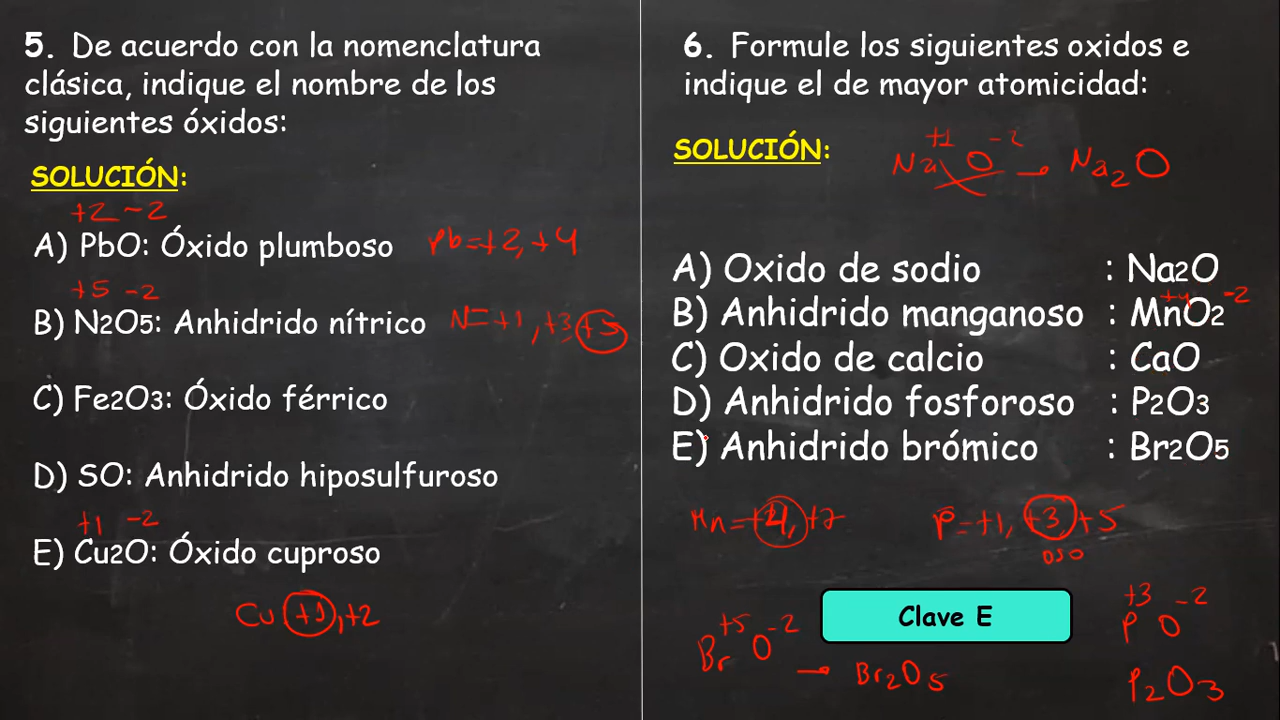 5. De acuerdo con la nomenclatura
clásica, indique el nombre de los
siguientes óxidos:
SOLUCIÓN:
+2 -2
A) PbO: Óxido plumboso Pb=+2,+4
+5 -2
B) N2O5: Anhidrido nítrico N=+1,+3,+5
C) Fe2O3: Óxido férrico
D) SO: Anhidrido hiposulfuroso
+1 -2
E) Cu2O: Óxido cuproso
Cu +1,+2
6. Formule los siguientes oxidos e
indique el de mayor atomicidad:
SOLUCIÓN:
+1 -2
Na O → Na2O
A) Oxido de sodio : Na2O
+4 -2
B) Anhidrido manganoso : MnO2
C) Oxido de calcio : CaO
D) Anhidrido fosforoso : P2O3
E) Anhidrido brómico : Br2O5
Mn=+4,+7 P=+1,+3,+5
oso
Clave E
+5 -2
Br O → Br2O5
+3 -2
P O
P2O3